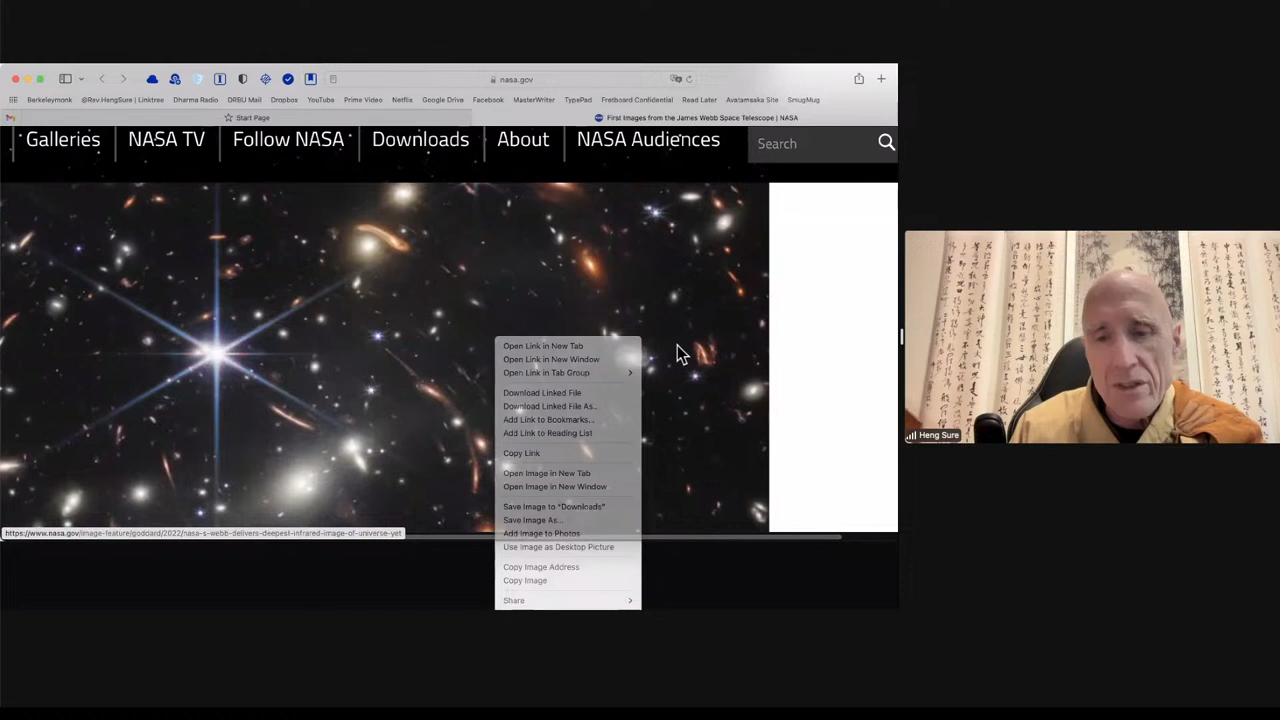 nasa.gov
Berkeleymonk @Rev.HengSure | Linktree Dharma Radio DRBU Mail Dropbox YouTube Prime Video Netflix Google Drive Facebook MasterWriter TypePad Fretboard Confidential Read Later Avatamsaka Site SmugMug
Start Page First Images from the James Webb Space Telescope | NASA
Galleries NASA TV Follow NASA Downloads About NASA Audiences Search
Open Link in New Tab
Open Link in New Window
Open Link in Tab Group
Download Linked File
Download Linked File As...
Add Link to Bookmarks...
Add Link to Reading List
Copy Link
Open Image in New Tab
Open Image in New Window
Save Image to "Downloads"
Save Image As...
Add Image to Photos
Use Image as Desktop Picture
Copy Image Address
Copy Image
Share
https://www.nasa.gov/image-feature/goddard/2022/nasa-s-webb-delivers-deepest-infrared-image-of-universe-yet
Heng Sure